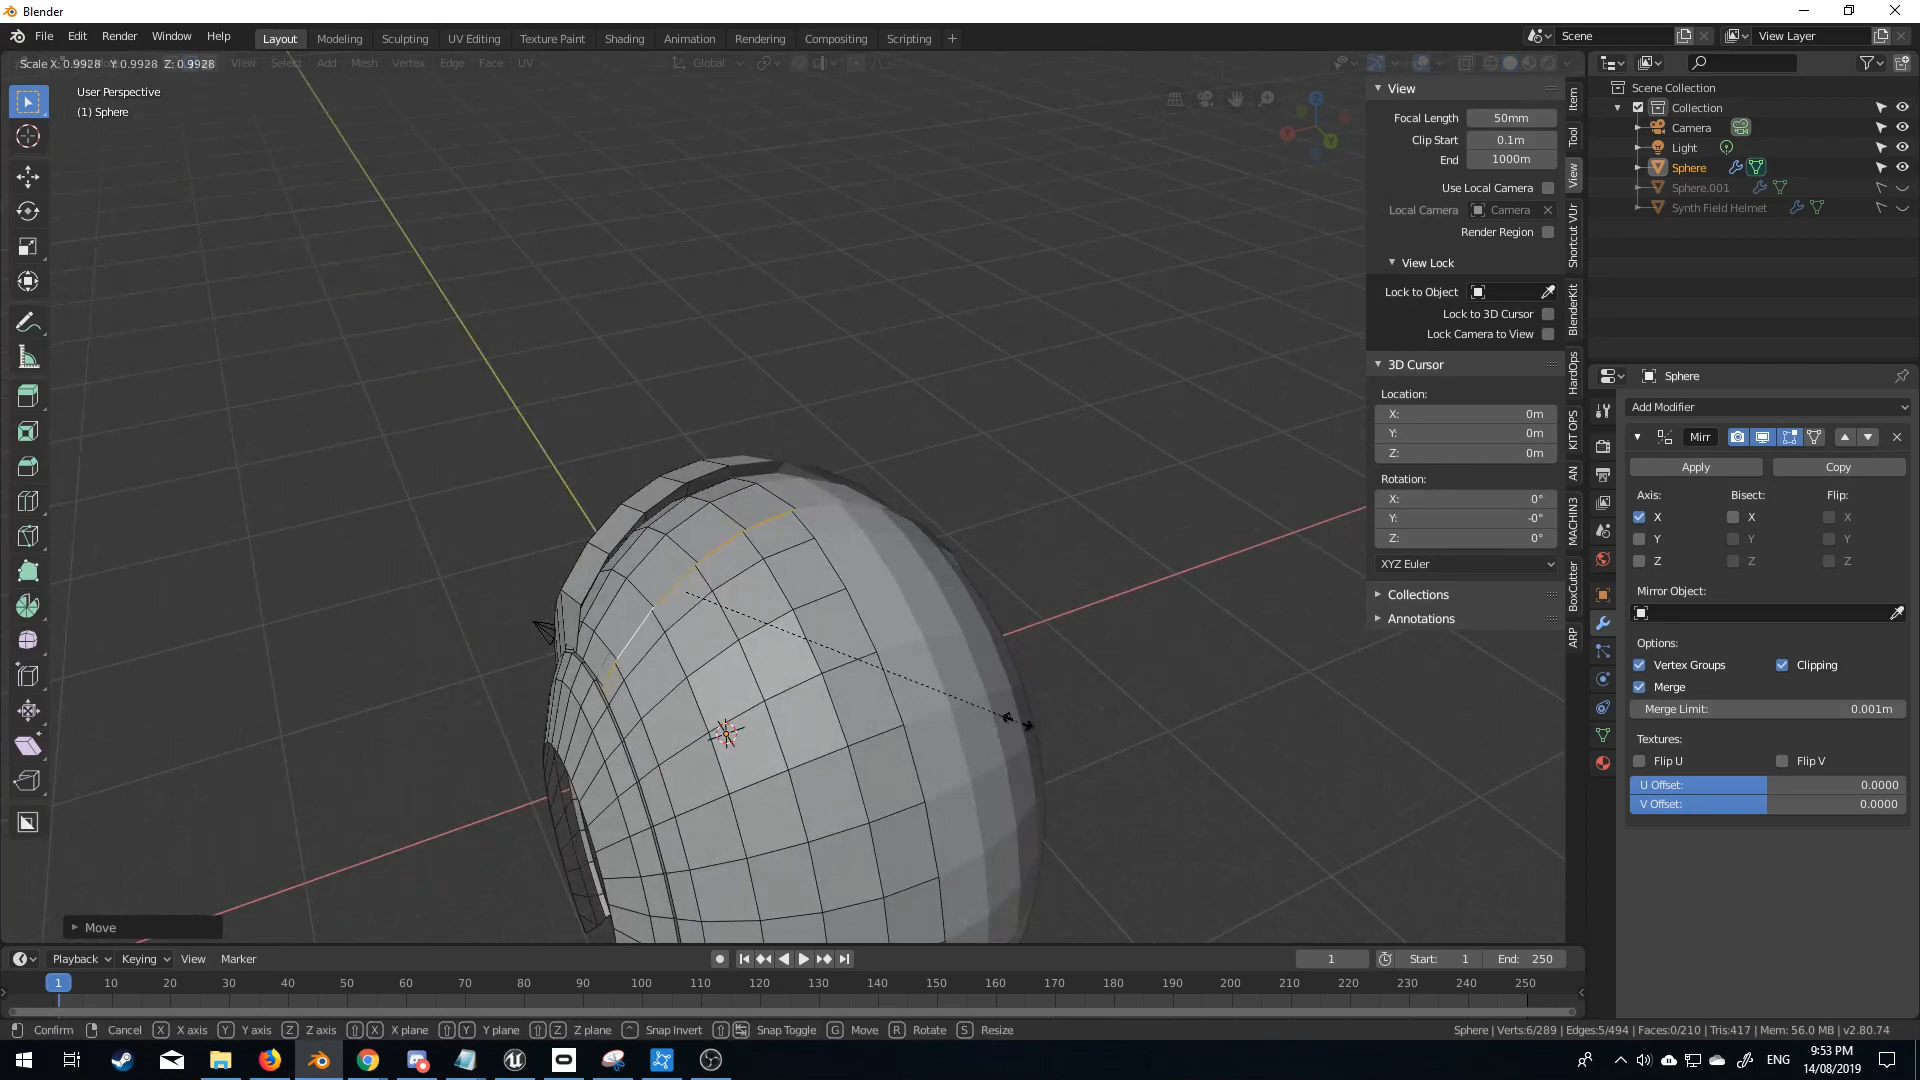 Blender
File Edit Render Window Help Layout Modeling Sculpting UV Editing Texture Paint Shading Animation Rendering Compositing Scripting + Scene View Layer
Scale X: 0.9928 Y: 0.9928 Z: 0.9928 View Select Add Mesh Vertex Edge Face UV Global
User Perspective
(1) Sphere
X
Y
Z
View
Focal Length 50mm
Clip Start 0.1m
End 1000m
Use Local Camera
Local Camera Camera
Render Region
View Lock
Lock to Object
Lock to 3D Cursor
Lock Camera to View
3D Cursor
Location:
X: 0m
Y: 0m
Z: 0m
Rotation:
X: 0°
Y: -0°
Z: 0°
XYZ Euler
Collections
Annotations
Item
Tool
View
Shortcut VUr
BlenderKit
HardOps
KIT OPS
AN
MACHIN3
BoxCutter
ARP
Scene Collection
Collection
Camera
Light
Sphere
Sphere.001
Synth Field Helmet
Sphere
Add Modifier
Mirr
Apply Copy
Axis: Bisect: Flip:
X X X
Y Y Y
Z Z Z
Mirror Object:
Options:
Vertex Groups Clipping
Merge
Merge Limit: 0.001m
Textures:
Flip U Flip V
U Offset: 0.0000
V Offset: 0.0000
Move
Playback Keying View Marker 1 Start: 1 End: 250
1 10 20 30 40 50 60 70 80 90 100 110 120 130 140 150 160 170 180 190 200 210 220 230 240 250
Confirm Cancel X X axis Y Y axis Z Z axis X X plane Y Y plane Z Z plane Snap Invert Snap Toggle G Move R Rotate S Resize Sphere | Verts:6/289 | Edges:5/494 | Faces:0/210 | Tris:417 | Mem: 56.0 MB | v2.80.74
ENG
9:53 PM
14/08/2019